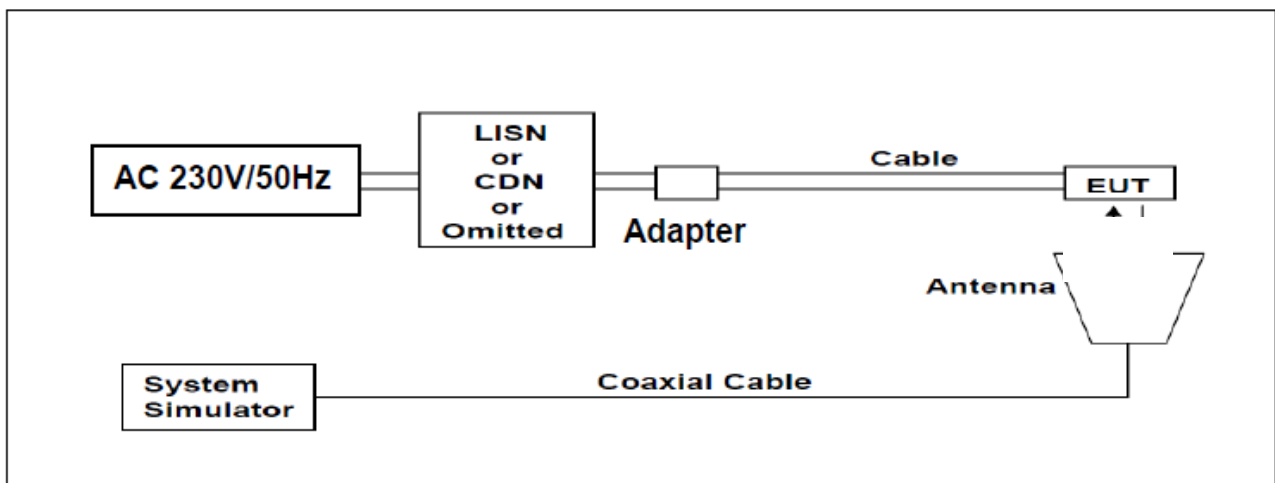 AC 230V/50Hz
LISN
or
CDN
or
Omitted
Adapter
Cable
EUT
Antenna
System
Simulator
Coaxial Cable